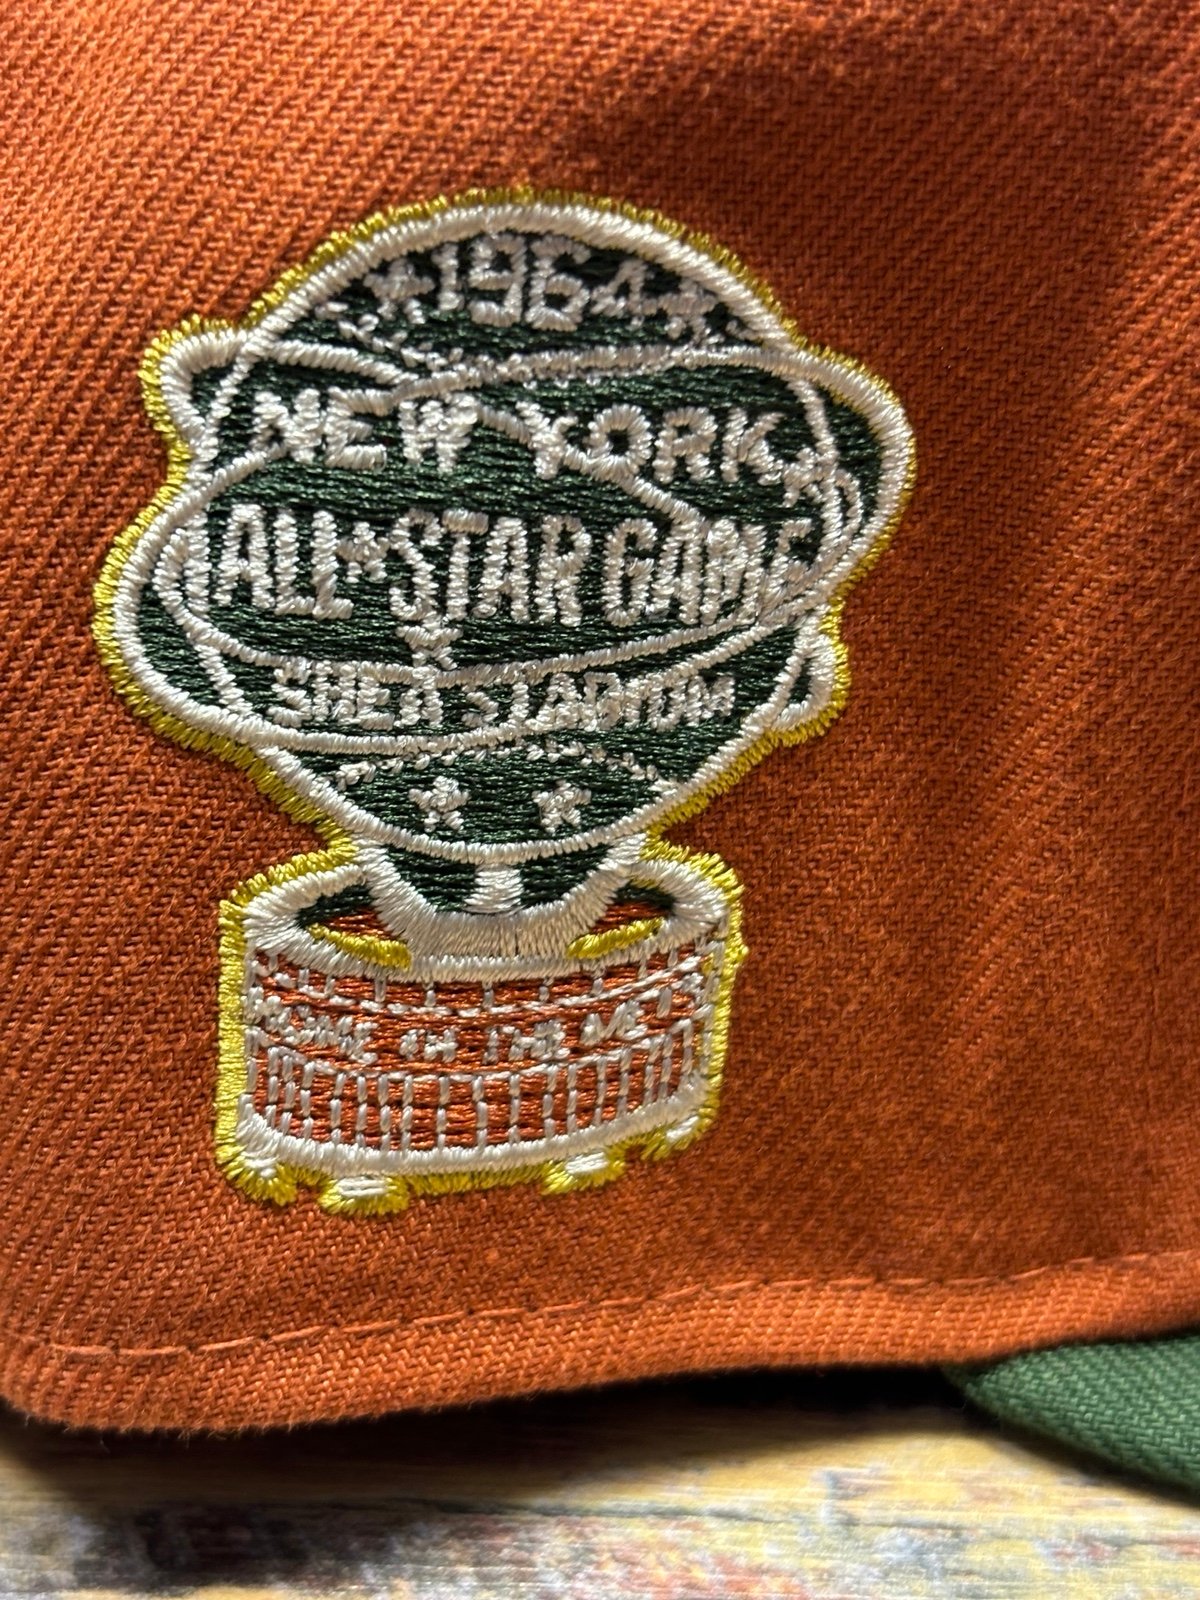 ★1964★
NEW YORK
ALL★STAR GAME
SHEA STADIUM
HOME OF THE METS